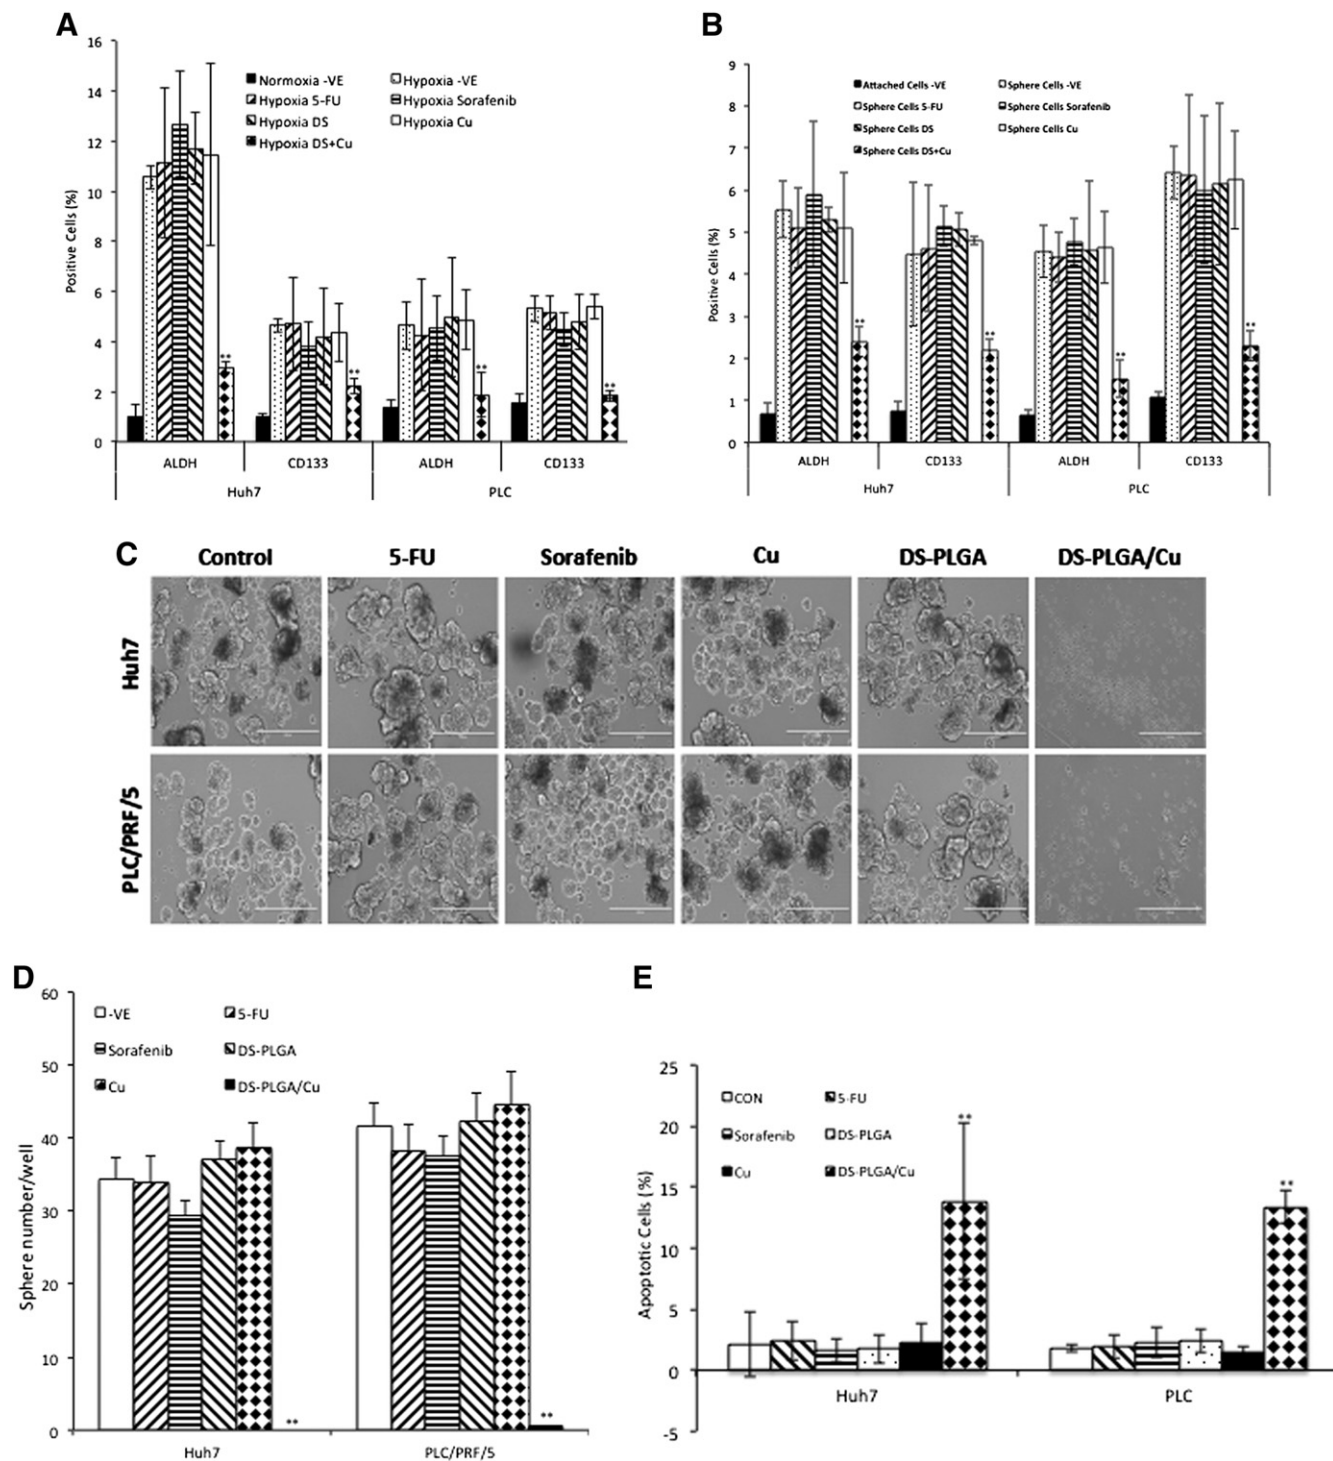 A
16
14
12
10
8
6
4
2
0
Positive Cells (%)
Normoxia -VE Hypoxia -VE
Hypoxia 5-FU Hypoxia Sorafenib
Hypoxia DS Hypoxia Cu
Hypoxia DS+Cu
** ** ** **
ALDH CD133 ALDH CD133
Huh7 PLC
B
9
8
7
6
5
4
3
2
1
0
Positive Cells (%)
Attached Cells -VE Sphere Cells -VE
Sphere Cells 5-FU Sphere Cells Sorafenib
Sphere Cells DS Sphere Cells Cu
Sphere Cells DS+Cu
** ** ** **
ALDH CD133 ALDH CD133
Huh7 PLC
C
Control 5-FU Sorafenib Cu DS-PLGA DS-PLGA/Cu
Huh7
PLC/PRF/5
D
60
50
40
30
20
10
0
Sphere number/well
-VE 5-FU
Sorafenib DS-PLGA
Cu DS-PLGA/Cu
** **
Huh7 PLC/PRF/5
E
25
20
15
10
5
0
-5
Apoptotic Cells (%)
CON 5-FU
Sorafenib DS-PLGA
Cu DS-PLGA/Cu
** **
Huh7 PLC